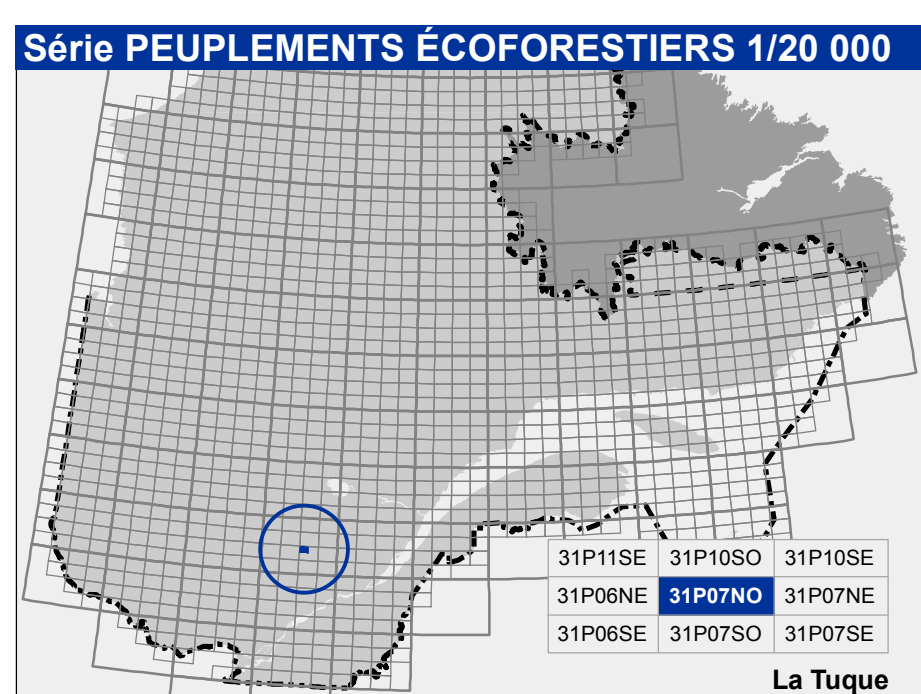 Série PEUPLEMENTS ÉCOFORESTIERS 1/20 000
31P11SE 31P10SO 31P10SE
31P06NE 31P07NO 31P07NE
31P06SE 31P07SO 31P07SE
La Tuque